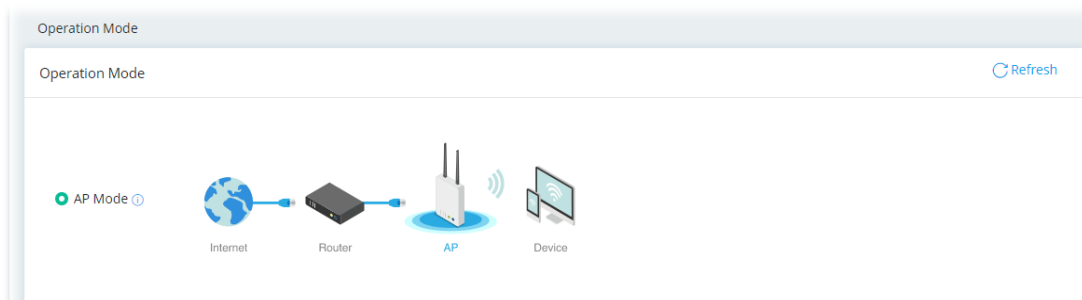 Operation Mode
Operation Mode
Refresh
AP Mode
Internet
Router
AP
Device